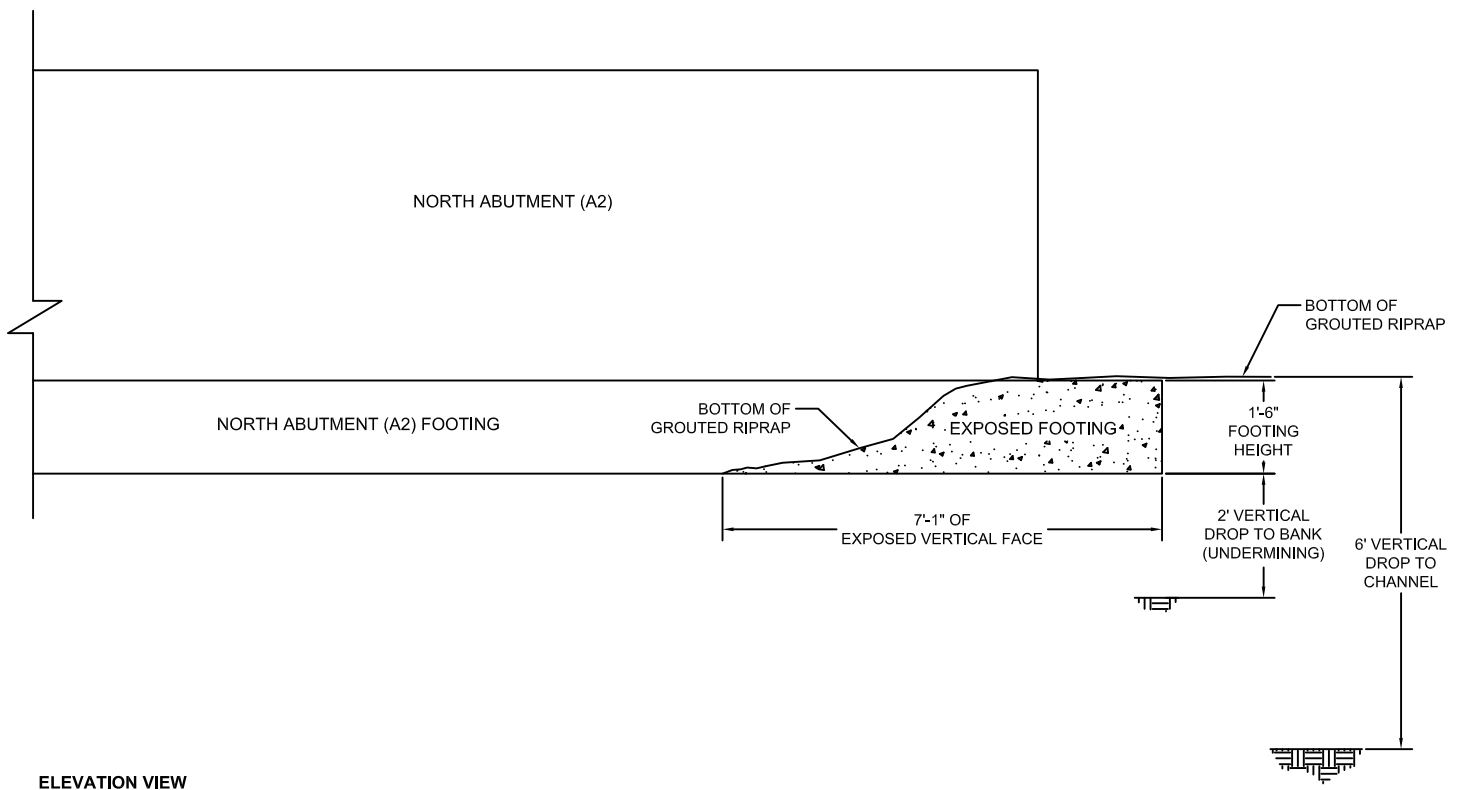 NORTH ABUTMENT (A2)
BOTTOM OF
GROUTED RIPRAP
BOTTOM OF
GROUTED RIPRAP
NORTH ABUTMENT (A2) FOOTING
EXPOSED FOOTING
1'-6"
FOOTING
HEIGHT
7'-1" OF
EXPOSED VERTICAL FACE
2' VERTICAL
DROP TO BANK
(UNDERMINING)
6' VERTICAL
DROP TO
CHANNEL
ELEVATION VIEW